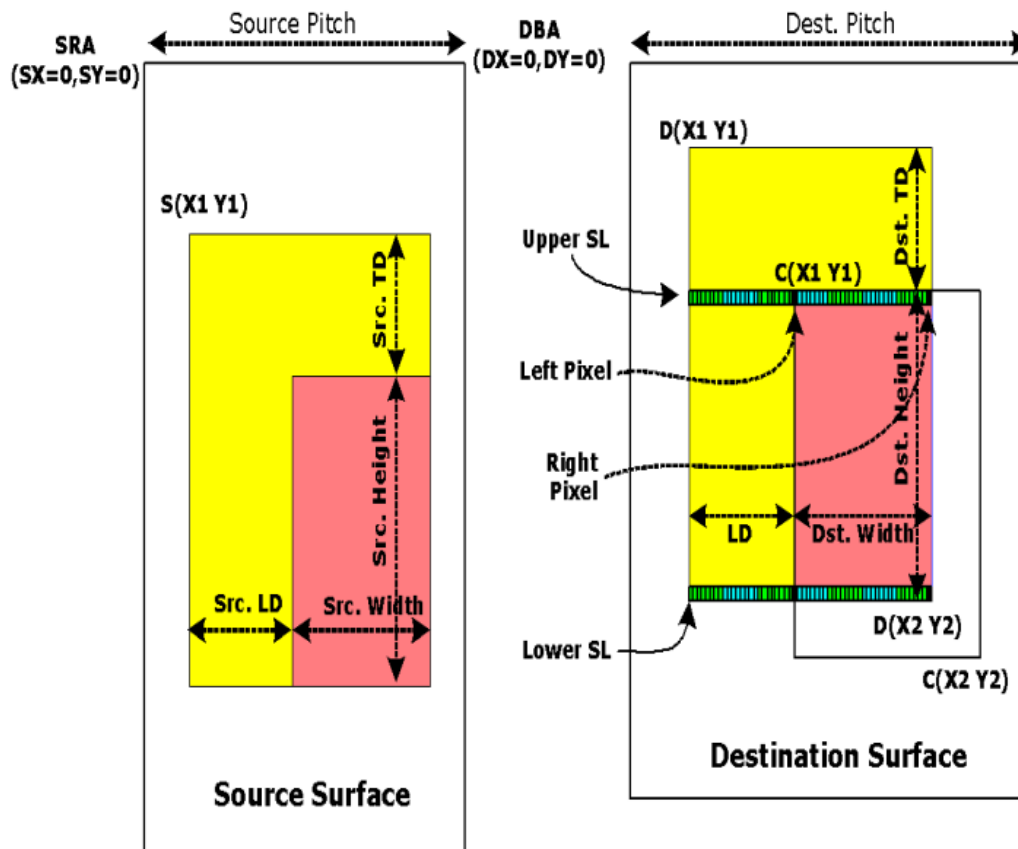 Source Pitch
SRA
(SX=0,SY=0)
DBA
(DX=0,DY=0)
Dest. Pitch
S(X1 Y1)
Src. TD
Src. Height
Src. LD
Src. Width
Source Surface
D(X1 Y1)
Dst. TD
Upper SL
C(X1 Y1)
Left Pixel
Dst. Height
Right
Pixel
LD
Dst. Width
D(X2 Y2)
Lower SL
C(X2 Y2)
Destination Surface